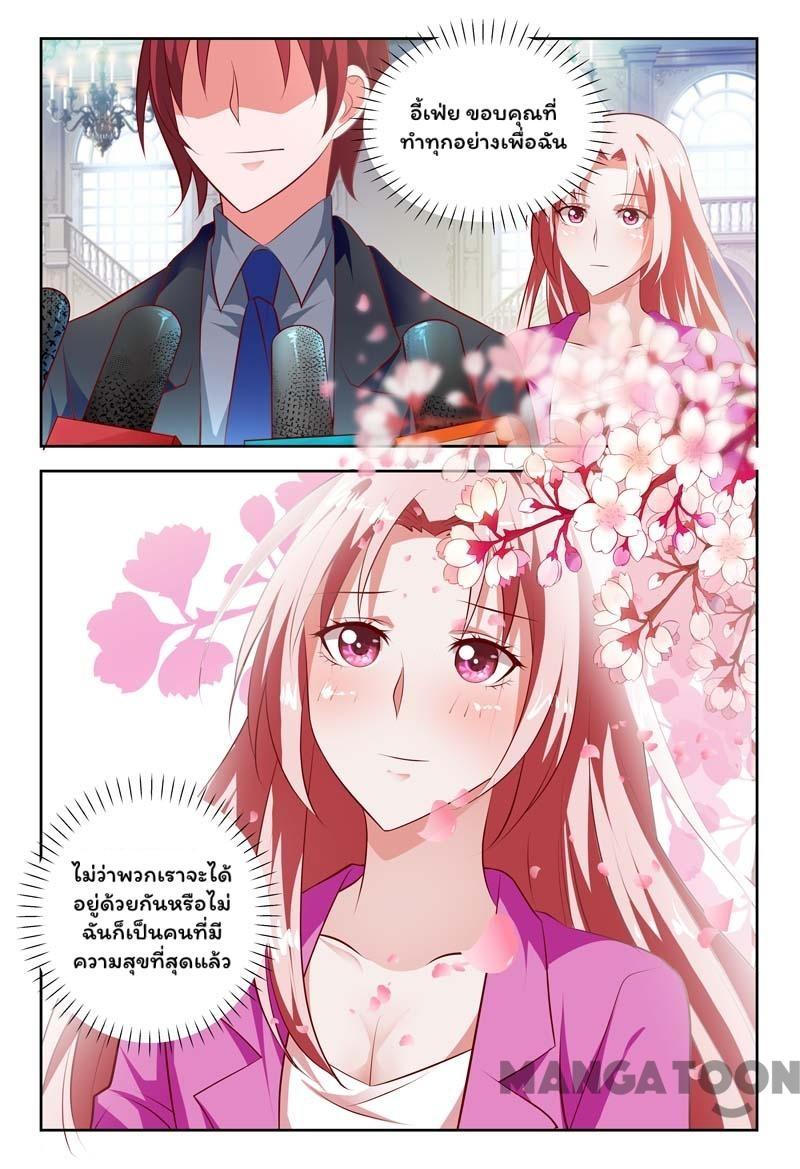 อี้เฟ่ย ขอบคุณที่
ทำทุกอย่างเพื่อฉัน
ไม่ว่าพวกเราจะได้
อยู่ด้วยกันหรือไม่
ฉันก็เป็นคนที่มี
ความสุขที่สุดแล้ว
MANGATOON